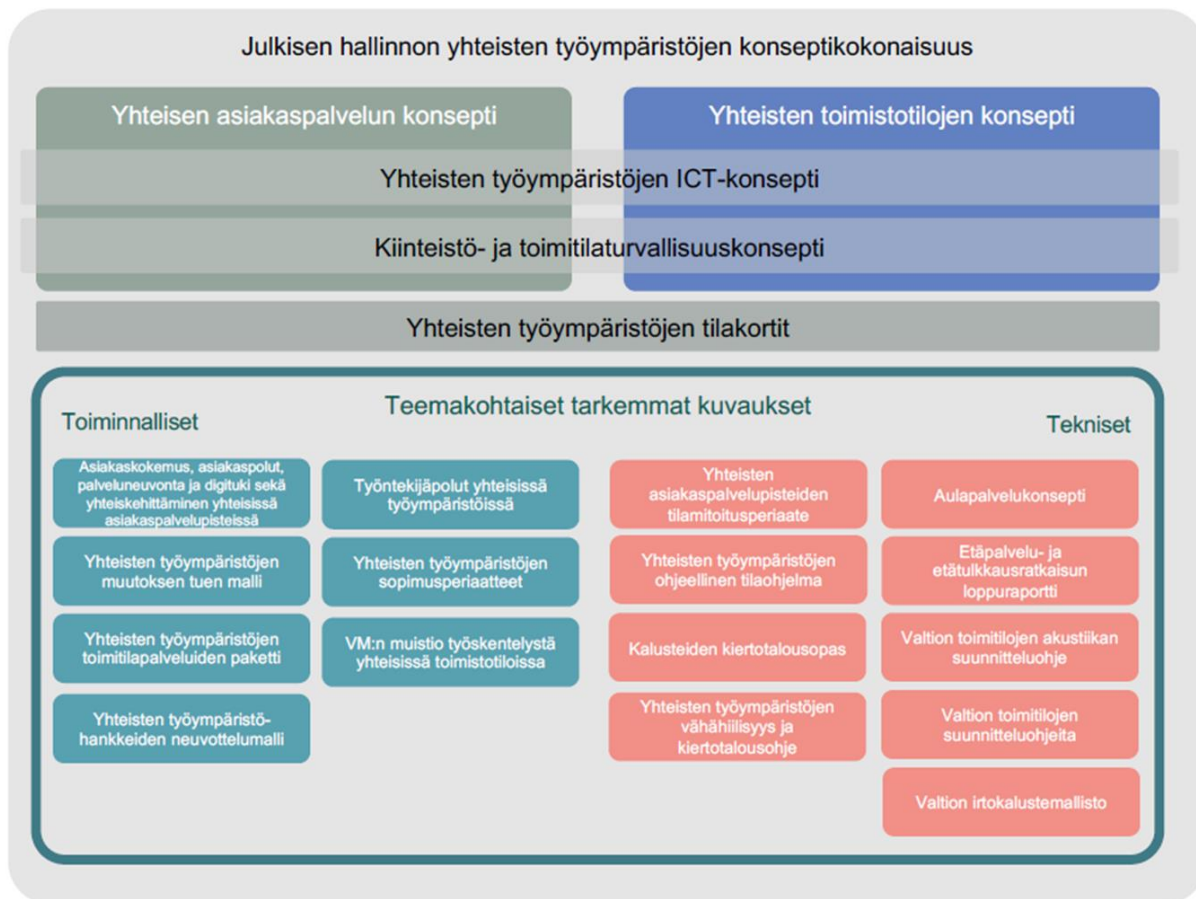 Julkisen hallinnon yhteisten työympäristöjen konseptikokonaisuus
Yhteisen asiakaspalvelun konsepti
Yhteisten toimistotilojen konsepti
Yhteisten työympäristöjen ICT-konsepti
Kiinteistö- ja toimitilaturvallisuuskonsepti
Yhteisten työympäristöjen tilakortit
Teemakohtaiset tarkemmat kuvaukset
Toiminnalliset
Tekniset
Asiakaskokemus, asiakaspolut,
palveluneuvonta ja digituki sekä
yhteiskehittäminen yhteisissä
asiakaspalvelupisteissä
Yhteisten työympäristöjen
muutoksen tuen malli
Yhteisten työympäristöjen
toimitilapalveluiden paketti
Yhteisten työympäristö-
hankkeiden neuvottelumalli
Työntekijäpolut yhteisissä
työympäristöissä
Yhteisten työympäristöjen
sopimusperiaatteet
VM:n muistio työskentelystä
yhteisissä toimistotiloissa
Yhteisten
asiakaspalvelupisteiden
tilamitoitusperiaate
Yhteisten työympäristöjen
ohjeellinen tilaohjelma
Kalusteiden kiertotalousopas
Yhteisten työympäristöjen
vähähiilisyys ja
kiertotalousohje
Aulapalvelukonsepti
Etäpalvelu- ja
etätulkkausratkaisun
loppuraportti
Valtion toimitilojen akustiikan
suunnitteluohje
Valtion toimitilojen
suunnitteluohjeita
Valtion irtokalustemallisto